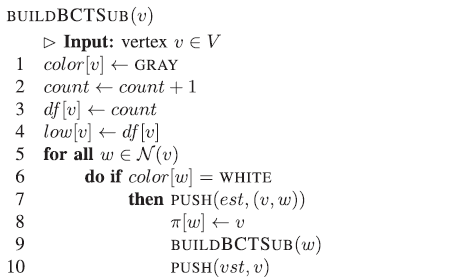 BUILDBCTSUB(v)
▷ Input: vertex v ∈ V
1 color[v] ← GRAY
2 count ← count + 1
3 df[v] ← count
4 low[v] ← df[v]
5 for all w ∈ N(v)
6 do if color[w] = WHITE
7 then PUSH(est, (v, w))
8 π[w] ← v
9 BUILDBCTSUB(w)
10 PUSH(vst, v)